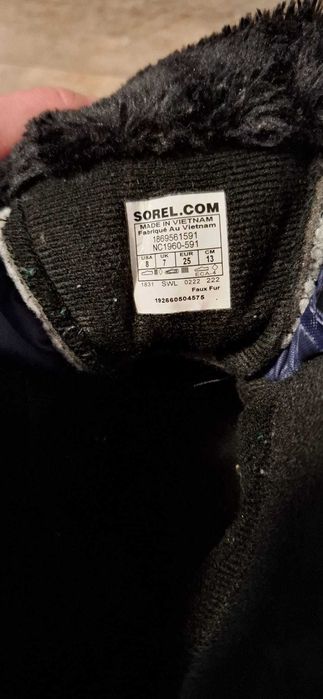 SOREL.COM
MADE IN VIETNAM
Fabriqué Au Vietnam
1869561591
NC1960-591
USA UK EUR CM
8 7 25 13
ECA
1831 SWL 0222 222
Faux Fur
192660504575